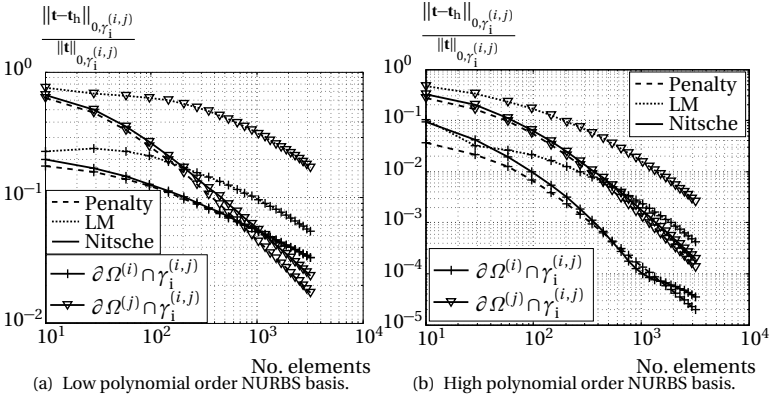 ‖t−t_h‖_{0,γ_i^{(i,j)}}
‖t‖_{0,γ_i^{(i,j)}}
10^0
10^{-1}
10^{-2}
Penalty
LM
Nitsche
∂Ω^{(i)}∩γ_i^{(i,j)}
∂Ω^{(j)}∩γ_i^{(i,j)}
10^1 10^2 10^3 10^4
No. elements
(a) Low polynomial order NURBS basis.
‖t−t_h‖_{0,γ_i^{(i,j)}}
‖t‖_{0,γ_i^{(i,j)}}
10^0
10^{-1}
10^{-2}
10^{-3}
10^{-4}
10^{-5}
Penalty
LM
Nitsche
∂Ω^{(i)}∩γ_i^{(i,j)}
∂Ω^{(j)}∩γ_i^{(i,j)}
10^1 10^2 10^3 10^4
No. elements
(b) High polynomial order NURBS basis.